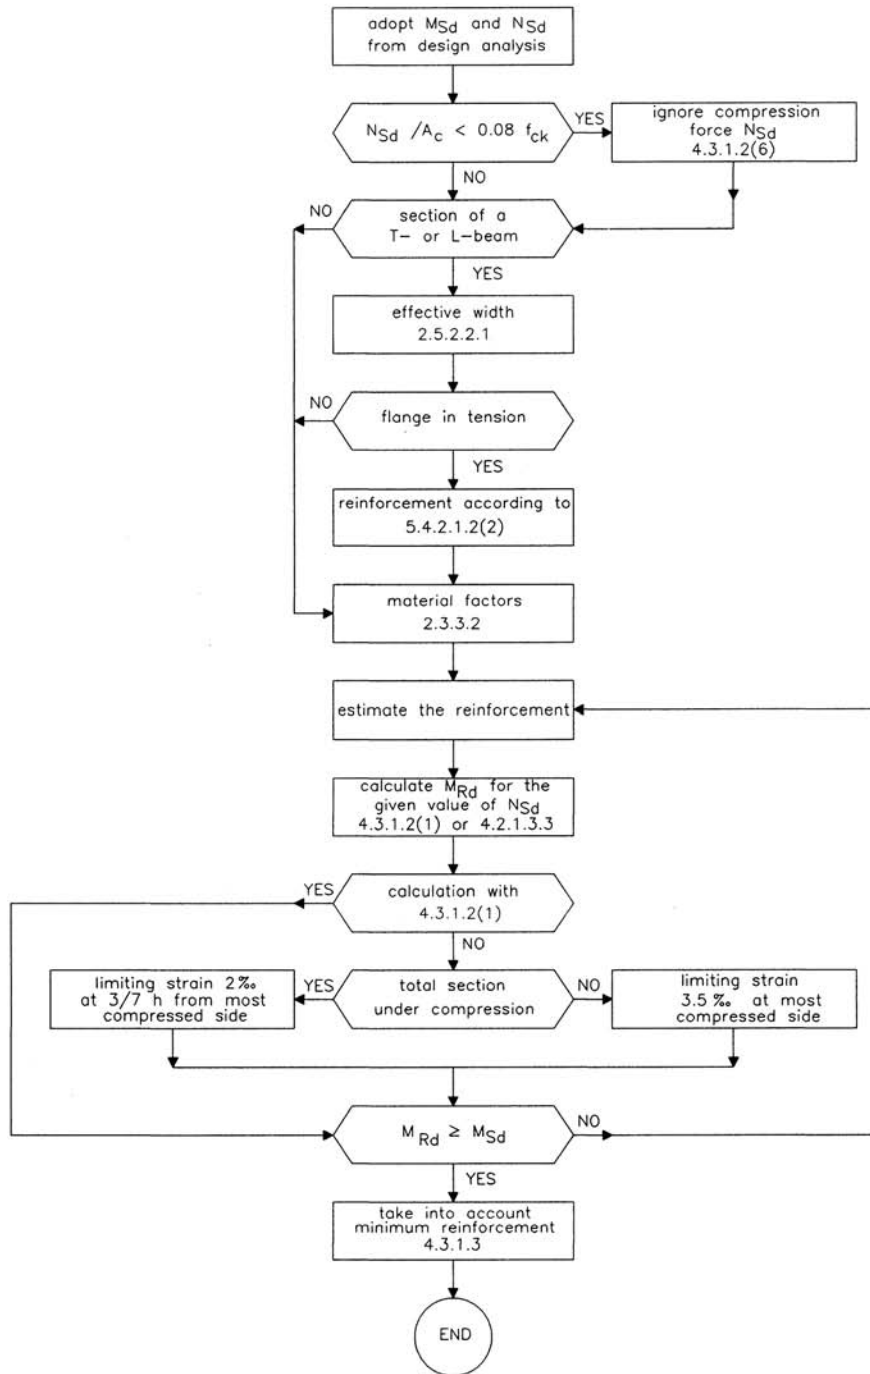 adopt MSd and NSd
from design analysis
NSd /Ac < 0.08 fck
YES
ignore compression
force NSd
4.3.1.2(6)
NO
NO
section of a
T- or L-beam
YES
effective width
2.5.2.2.1
NO
flange in tension
YES
reinforcement according to
5.4.2.1.2(2)
material factors
2.3.3.2
estimate the reinforcement
calculate MRd for the
given value of NSd
4.3.1.2(1) or 4.2.1.3.3
YES
calculation with
4.3.1.2(1)
NO
limiting strain 2‰
at 3/7 h from most
compressed side
YES
total section
under compression
NO
limiting strain
3.5 ‰ at most
compressed side
MRd ≥ MSd
NO
YES
take into account
minimum reinforcement
4.3.1.3
END